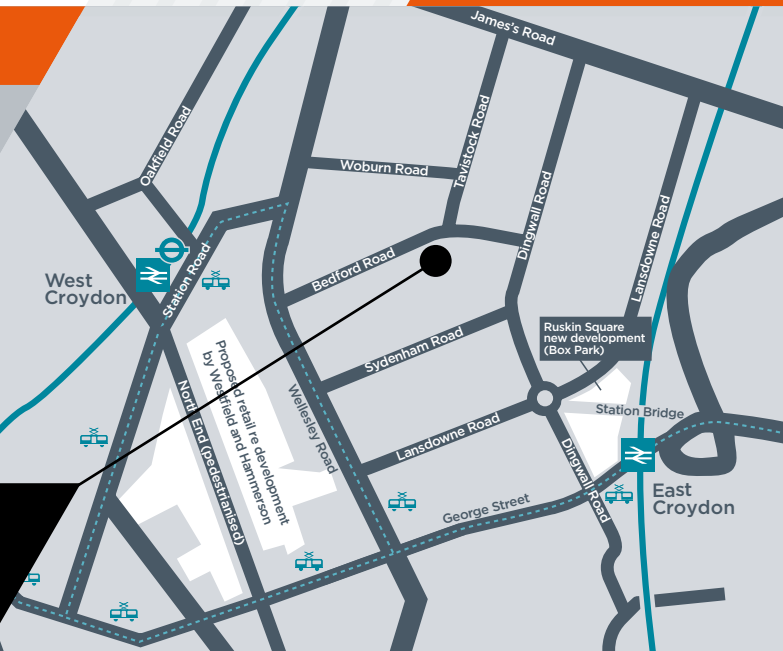 James's Road
Oakfield Road
Woburn Road
Tavistock Road
Dingwall Road
Lansdowne Road
West
Croydon
Station Road
Bedford Road
Sydenham Road
Ruskin Square
new development
(Box Park)
Proposed retail re development
by Westfield and Hammerson
North End (pedestrianised)
Wellesley Road
Lansdowne Road
Station Bridge
Dingwall Road
George Street
East
Croydon